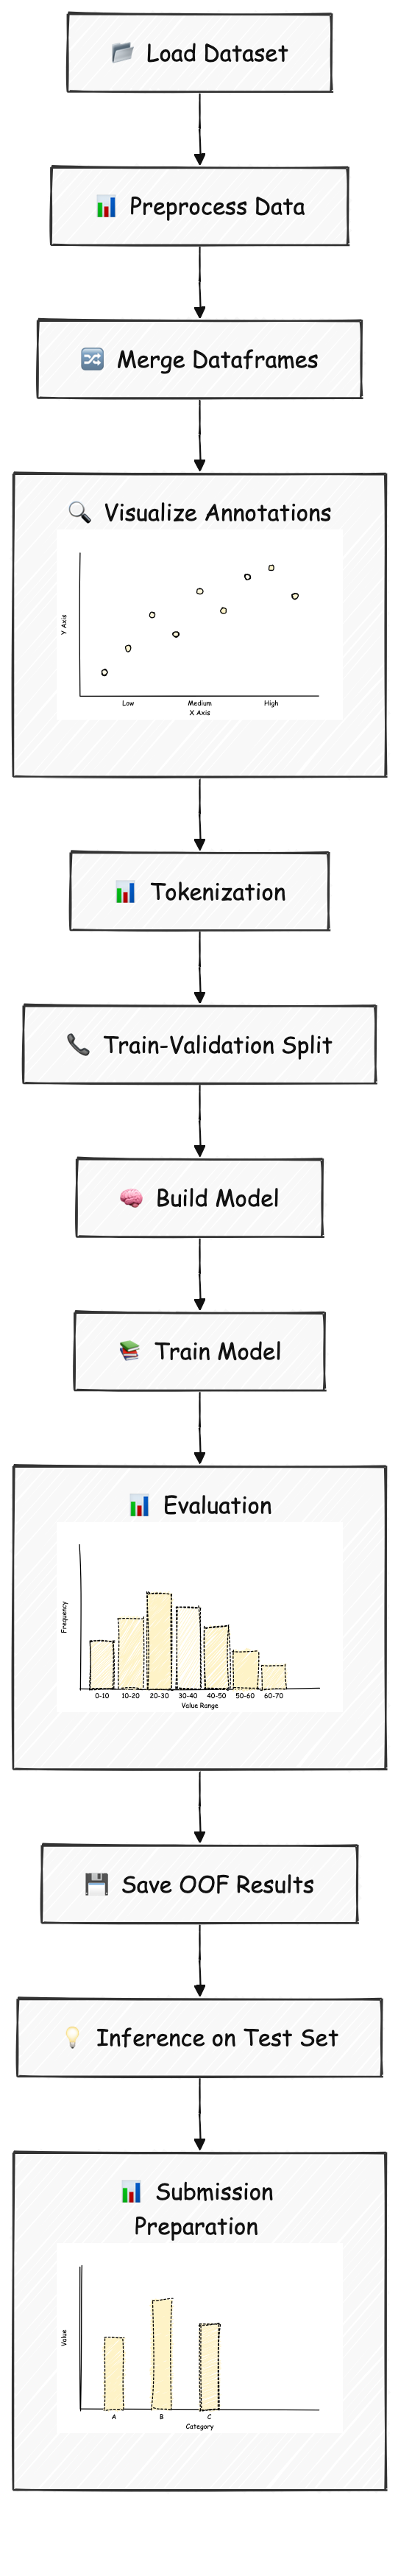 Load Dataset
Preprocess Data
Merge Dataframes
Visualize Annotations
Y Axis
Low Medium High
X Axis
Tokenization
Train-Validation Split
Build Model
Train Model
Evaluation
Frequency
0-10 10-20 20-30 30-40 40-50 50-60 60-70
Value Range
Save OOF Results
Inference on Test Set
Submission
Preparation
Value
A B C
Category